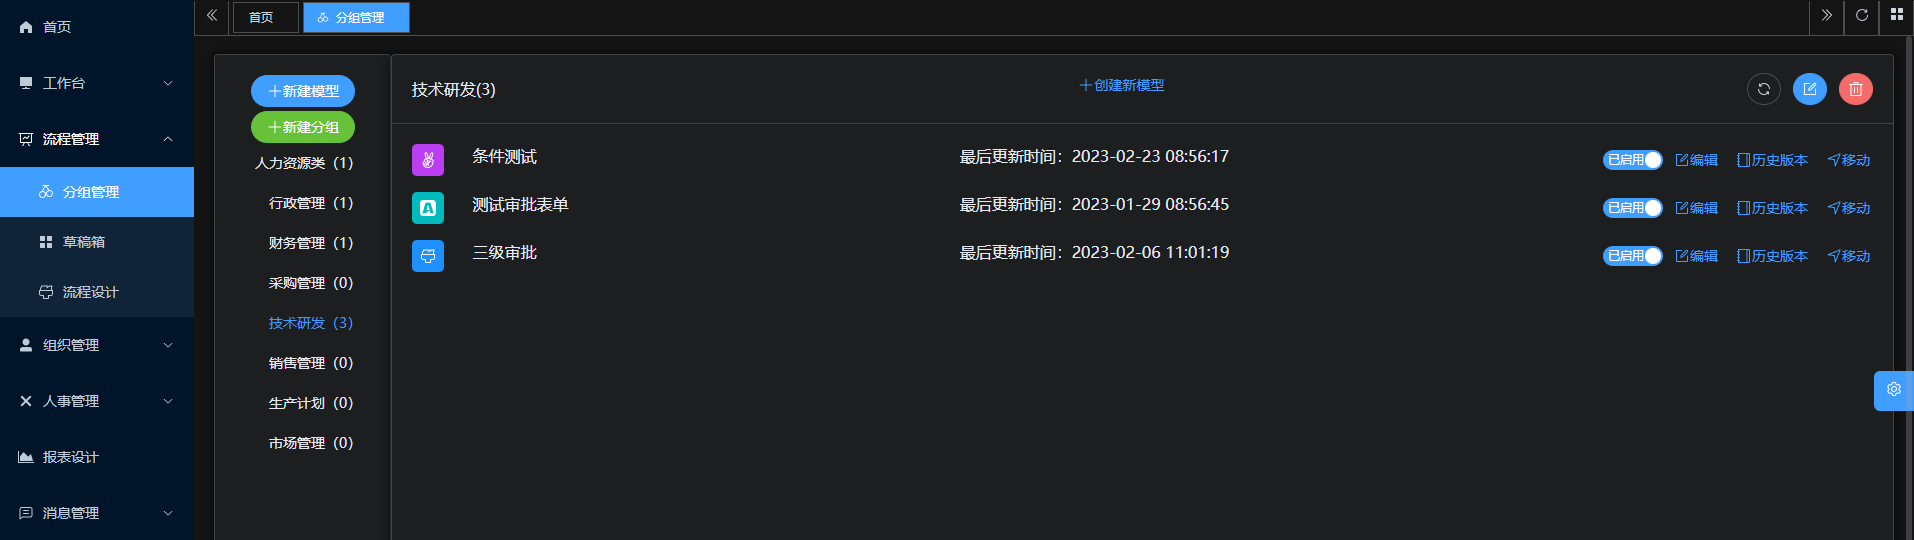 首页
工作台
流程管理
分组管理
草稿箱
流程设计
组织管理
人事管理
报表设计
消息管理
首页
分组管理
新建模型
新建分组
人力资源类（1）
行政管理（1）
财务管理（1）
采购管理（0）
技术研发（3）
销售管理（0）
生产计划（0）
市场管理（0）
技术研发(3)
创建新模型
条件测试 最后更新时间：2023-02-23 08:56:17 已启用 编辑 历史版本 移动
测试审批表单 最后更新时间：2023-01-29 08:56:45 已启用 编辑 历史版本 移动
三级审批 最后更新时间：2023-02-06 11:01:19 已启用 编辑 历史版本 移动